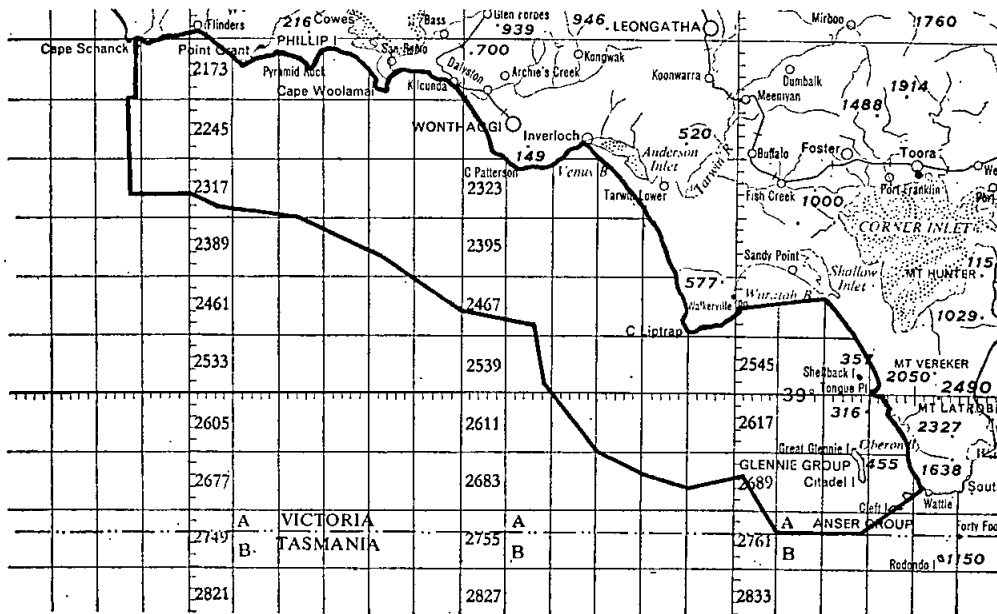 Flinders
216
Cowes
Bass
Glen Forbes
939
946
LEONGATHA
Mirboo
1760
Cape Schanck
Point Grant
PHILLIP I
San Remo
700
Kongwak
2173
Pyramid Rock
Dalyston
Archie's Creek
Koonwarra
Dumbalk
Cape Woolamai
Kilcunda
Meeniyan
1914
1488
2245
WONTHAGGI
Inverloch
520
149
Anderson
Inlet
Tarwin R
Buffalo
Foster
Toora
C Patterson
Venus B
2317
2323
Tarwin Lower
Fish Creek
Port Franklin
1000
CORNER INLET
2389
2395
Sandy Point
Shallow
Inlet
MT HUNTER
115
577
2461
2467
Walkerville
Waratah B
1029
C Liptrap
2533
2539
2545
357
MT VEREKER
Shellback I
2050
2490
Tongue Pt
39°
316
MT LATROBE
2605
2611
2617
2327
Great Glennie I
Oberon B
GLENNIE GROUP
455
1638
Citadel I
2677
2683
2689
Wattle
Cleft I
A
VICTORIA
A
A
ANSER GROUP
2749
B
TASMANIA
2755
B
2761
B
Rodondo I
1150
2821
2827
2833